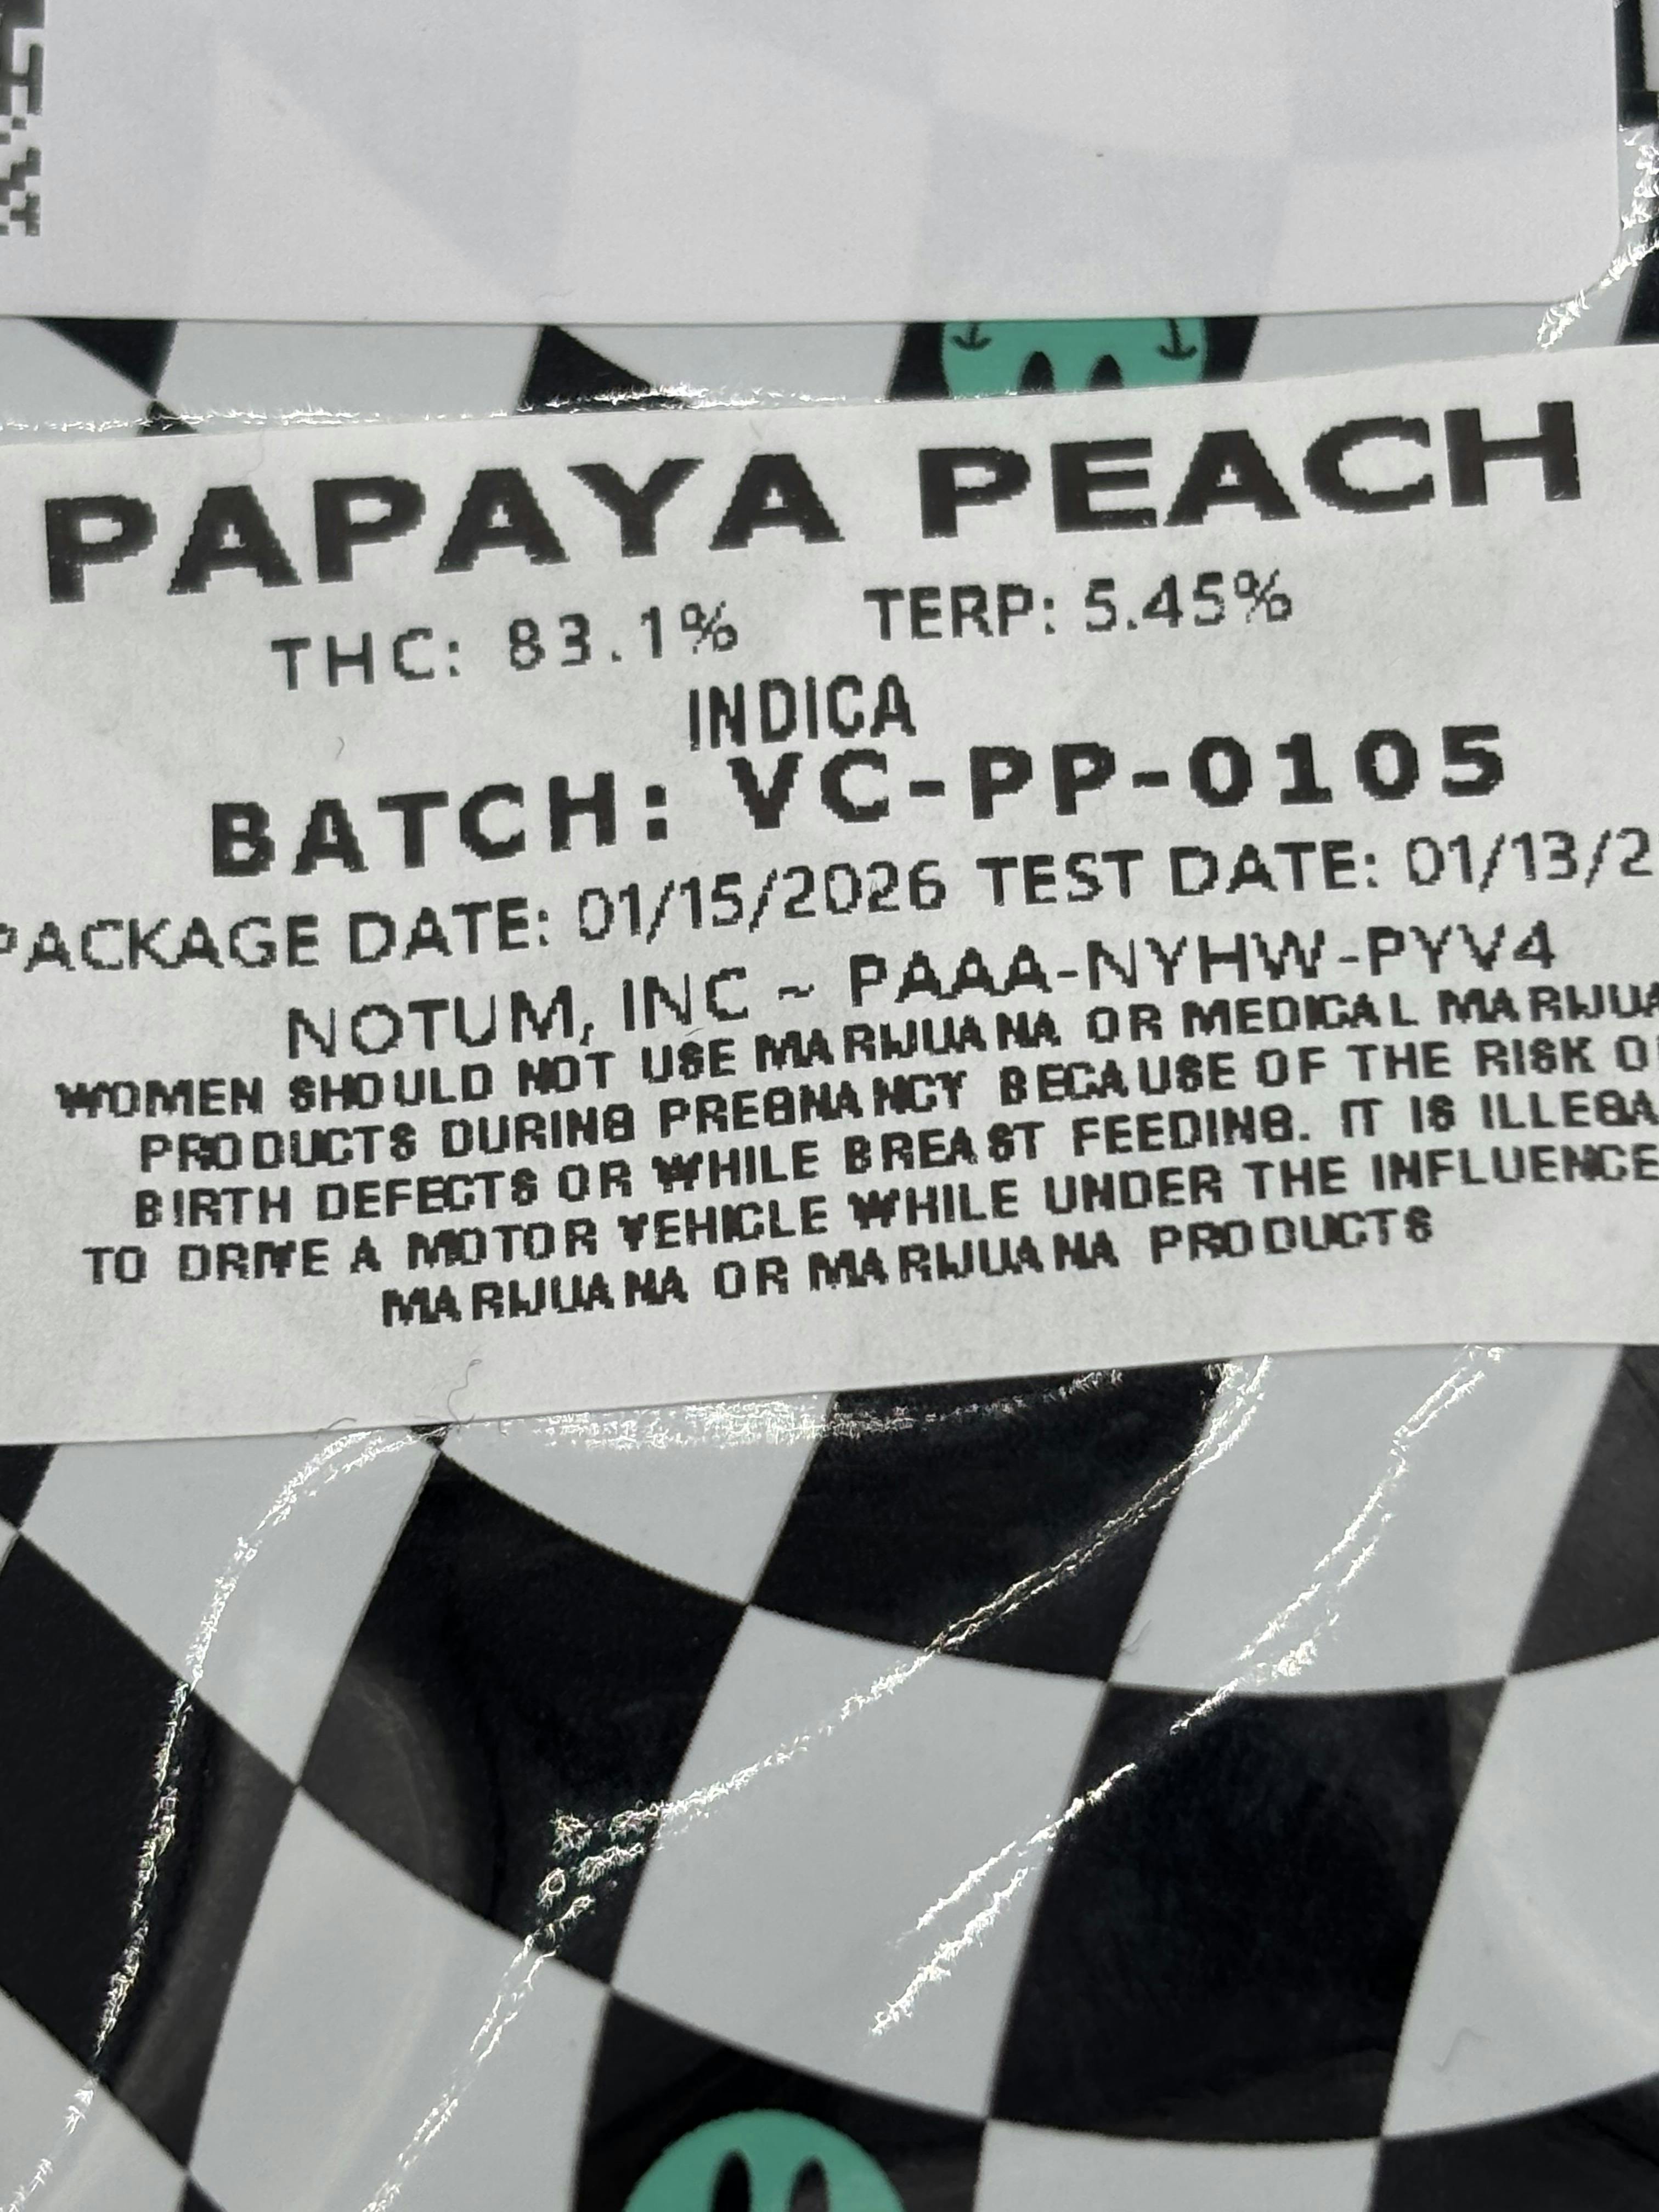 PAPAYA PEACH
THC: 83.1% TERP: 5.45%
INDICA
BATCH: VC-PP-0105
PACKAGE DATE: 01/15/2026 TEST DATE: 01/13/2
NOTUM, INC ~ PAAA-NYHW-PYV4
WOMEN SHOULD NOT USE MARIJUANA OR MEDICAL MARIJUA
PRODUCTS DURING PREGNANCY BECAUSE OF THE RISK O
BIRTH DEFECTS OR WHILE BREAST FEEDING. IT IS ILLEGA
TO DRIVE A MOTOR VEHICLE WHILE UNDER THE INFLUENCE
MARIJUANA OR MARIJUANA PRODUCTS